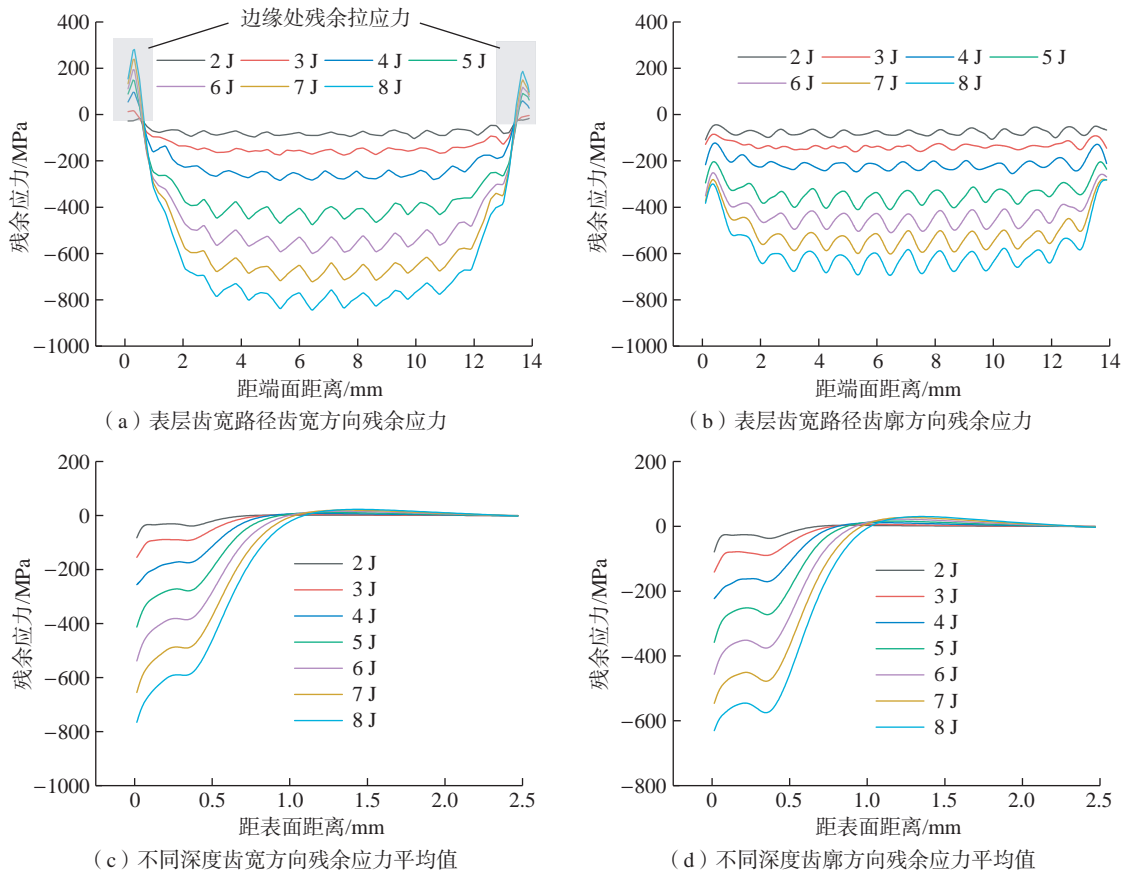 边缘处残余拉应力
400
200
0
−200
−400
−600
−800
−1000
残余应力/MPa
2 J 3 J 4 J 5 J
6 J 7 J 8 J
0 2 4 6 8 10 12 14
距端面距离/mm
（a）表层齿宽路径齿宽方向残余应力
400
200
0
−200
−400
−600
−800
−1000
残余应力/MPa
2 J 3 J 4 J 5 J
6 J 7 J 8 J
0 2 4 6 8 10 12 14
距端面距离/mm
（b）表层齿宽路径齿廓方向残余应力
200
0
−200
−400
−600
−800
−1000
残余应力/MPa
2 J
3 J
4 J
5 J
6 J
7 J
8 J
0 0.5 1.0 1.5 2.0 2.5
距表面距离/mm
（c）不同深度齿宽方向残余应力平均值
200
0
−200
−400
−600
−800
残余应力/MPa
2 J
3 J
4 J
5 J
6 J
7 J
8 J
0 0.5 1.0 1.5 2.0 2.5
距表面距离/mm
（d）不同深度齿廓方向残余应力平均值